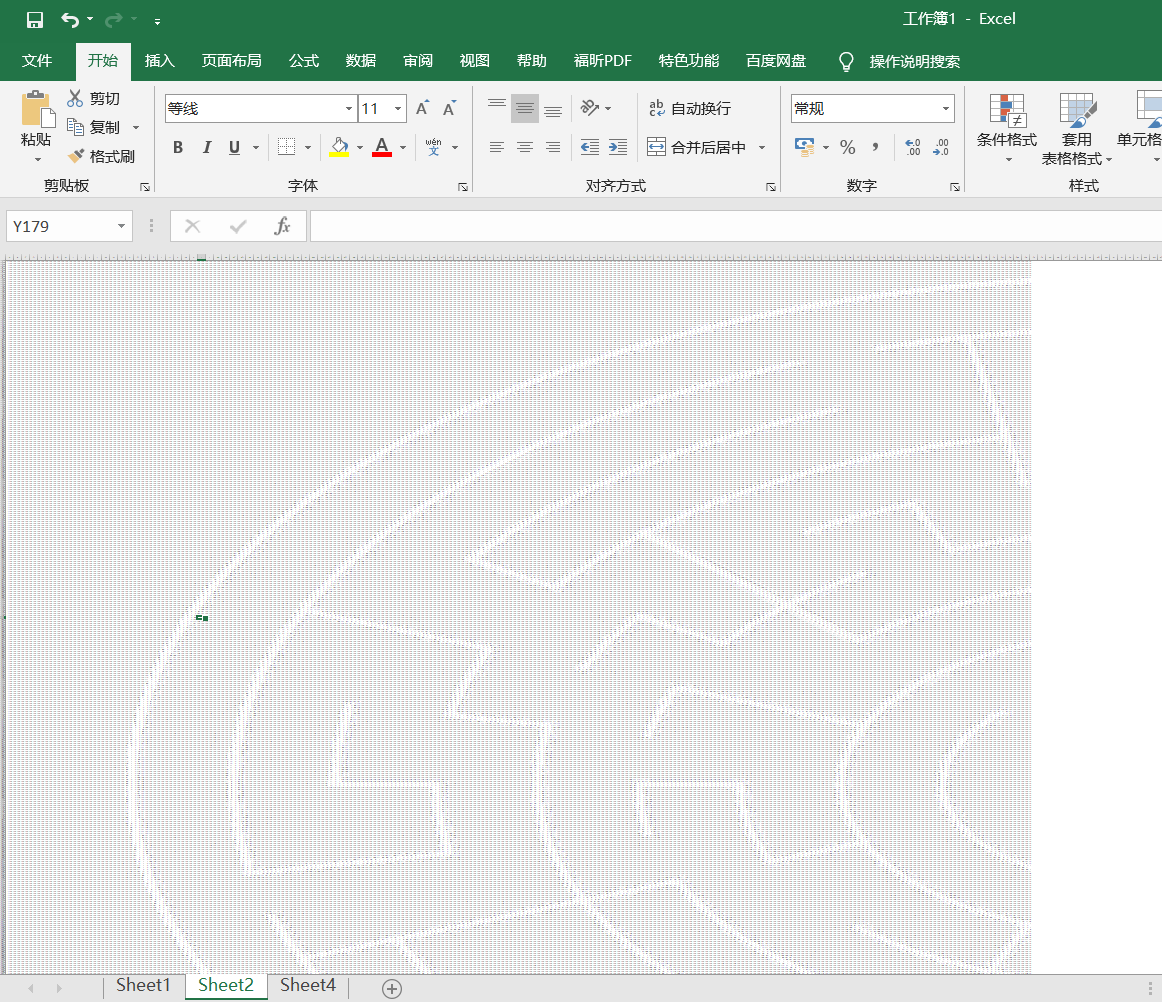 工作簿1 - Excel
文件 开始 插入 页面布局 公式 数据 审阅 视图 帮助 福昕PDF 特色功能 百度网盘 操作说明搜索
粘贴
剪切
复制
格式刷
剪贴板
等线 11 A A
B I U A wén 文
字体
ab c 自动换行
合并后居中
对齐方式
常规
% , .00 .0 .00 .0
数字
条件格式
套用
表格格式
单元格
样式
Y179 fx
Sheet1 Sheet2 Sheet4